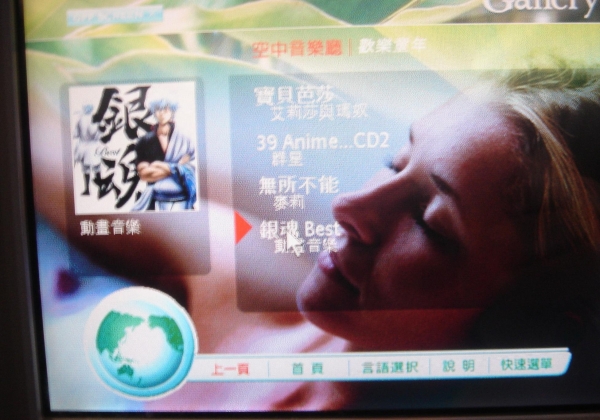 Gallery
空中音樂廳 | 歡樂童年
寶貝芭莎
艾莉莎與瑪欸
39 Anime...CD2
群星
無所不能
麥莉
銀魂 Best
動畫音樂
銀魂
Best
動畫音樂
上一頁 | 首頁 | 言語選択 | 說明 | 快速選單